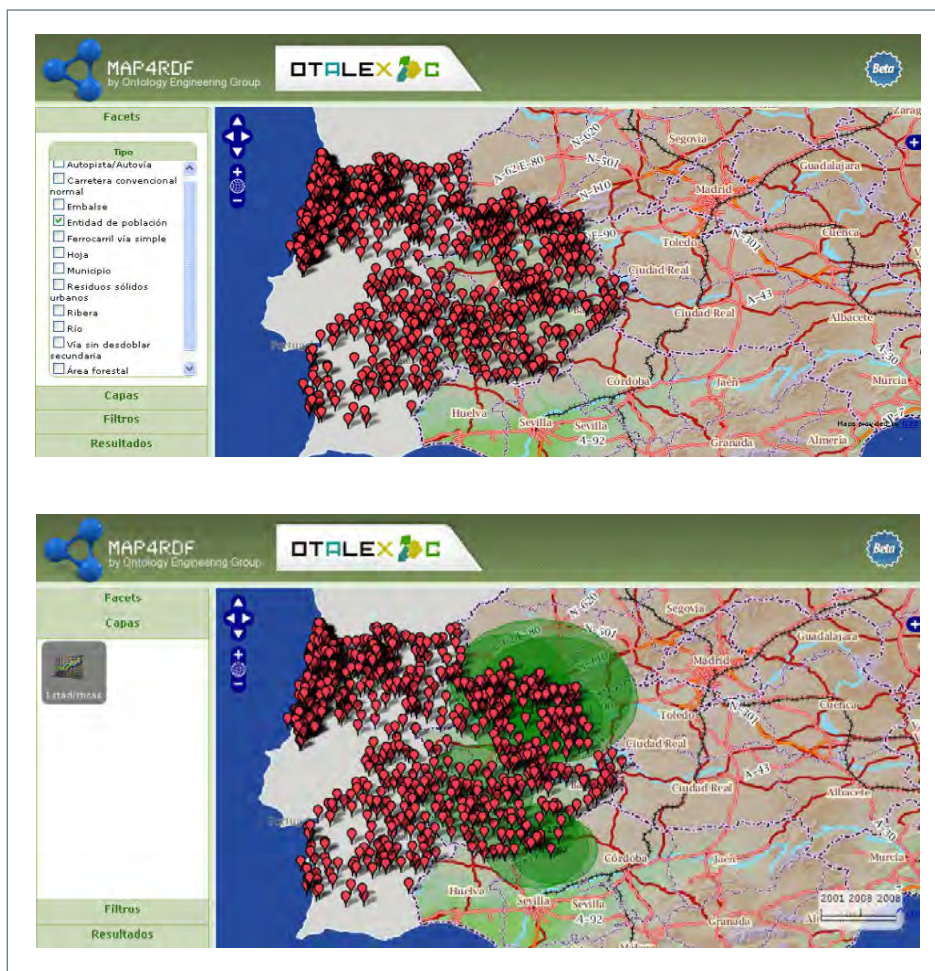 MAP4RDF
by Ontology Engineering Group
OTALEX C
Beta
Facets
Tipo
Autopista/Autovía
Carretera convencional
normal
Embalse
Entidad de población
Ferrocarril vía simple
Hoja
Municipio
Residuos sólidos
urbanos
Ribera
Río
Vía sin desdoblar
secundaria
Área forestal
Capas
Filtros
Resultados
N-620
Segovia
A-62 E-80
N-501
N-110
Guadalajara
Madrid
E-90
Toledo
N-301
Cuenca
Ciudad Real
Ciudad Real
A-43
Albacete
A-30
Córdoba
Jaén
Murcia
Huelva
Sevilla
Sevilla
A-92
Granada
Almería
AP-7
MAP4RDF
by Ontology Engineering Group
OTALEX C
Beta
Facets
Capas
Estadísticas
Filtros
Resultados
N-620
Segovia
N-501
Guadalajara
Madrid
Toledo
N-301
Cuenca
Ciudad Real
Ciudad Real
A-43
Albacete
A-30
Córdoba
Jaén
Murcia
Huelva
Sevilla
Sevilla
A-92
Granada
2001 2008 2008